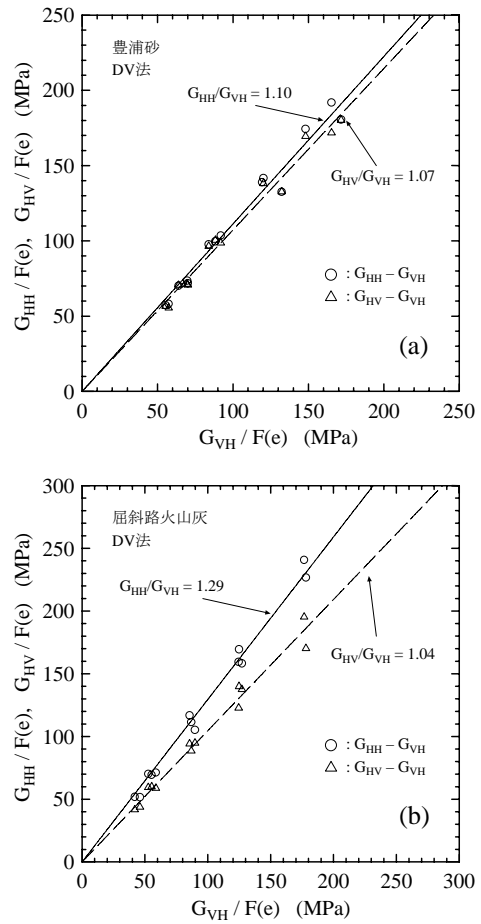 豊浦砂
DV法
G_HH/G_VH = 1.10
G_HV/G_VH = 1.07
○ : G_HH – G_VH
△ : G_HV – G_VH
(a)
G_HH / F(e), G_HV / F(e) (MPa)
250
200
150
100
50
0
0 50 100 150 200 250
G_VH / F(e) (MPa)
屈斜路火山灰
DV法
G_HH/G_VH = 1.29
G_HV/G_VH = 1.04
○ : G_HH – G_VH
△ : G_HV – G_VH
(b)
G_HH / F(e), G_HV / F(e) (MPa)
300
250
200
150
100
50
0
0 50 100 150 200 250 300
G_VH / F(e) (MPa)